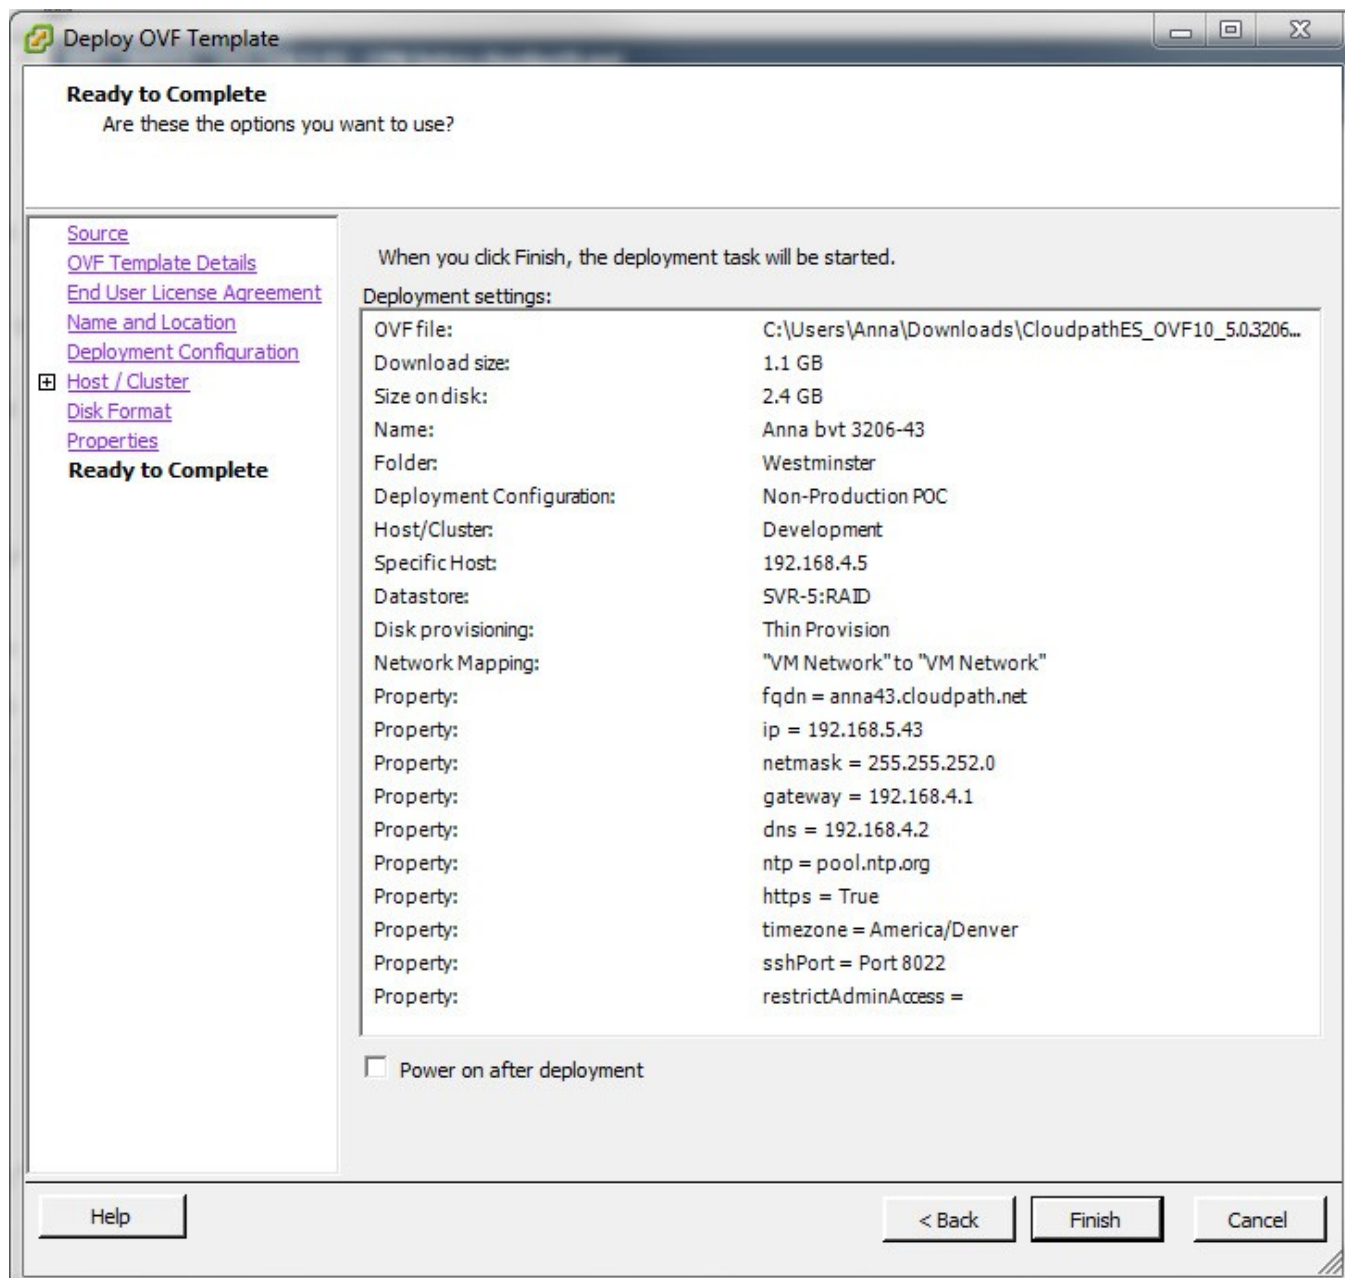 Deploy OVF Template
Ready to Complete
Are these the options you want to use?
Source
OVF Template Details
End User License Agreement
Name and Location
Deployment Configuration
Host / Cluster
Disk Format
Properties
Ready to Complete
When you click Finish, the deployment task will be started.
Deployment settings:
OVF file: C:\Users\Anna\Downloads\CloudpathES_OVF10_5.0.3206...
Download size: 1.1 GB
Size on disk: 2.4 GB
Name: Anna bvt 3206-43
Folder: Westminster
Deployment Configuration: Non-Production POC
Host/Cluster: Development
Specific Host: 192.168.4.5
Datastore: SVR-5:RAID
Disk provisioning: Thin Provision
Network Mapping: "VM Network" to "VM Network"
Property: fqdn = anna43.cloudpath.net
Property: ip = 192.168.5.43
Property: netmask = 255.255.252.0
Property: gateway = 192.168.4.1
Property: dns = 192.168.4.2
Property: ntp = pool.ntp.org
Property: https = True
Property: timezone = America/Denver
Property: sshPort = Port 8022
Property: restrictAdminAccess =
Power on after deployment
Help < Back Finish Cancel